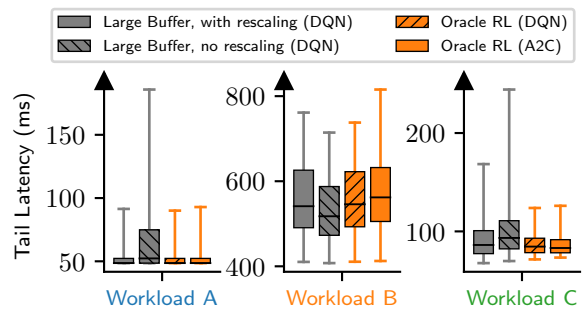 Large Buffer, with rescaling (DQN)
Large Buffer, no rescaling (DQN)
Oracle RL (DQN)
Oracle RL (A2C)
Tail Latency (ms)
150
100
50
Workload A
800
600
400
Workload B
200
100
Workload C